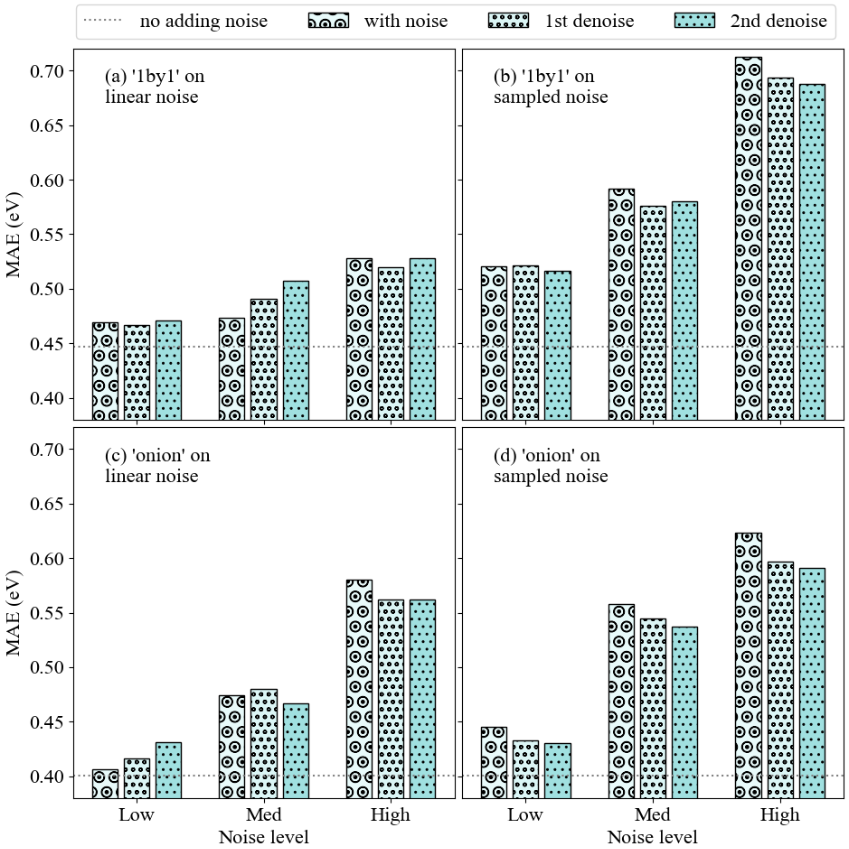 no adding noise with noise 1st denoise 2nd denoise
(a) '1by1' on
linear noise
(b) '1by1' on
sampled noise
0.70
0.65
0.60
0.55
0.50
0.45
0.40
MAE (eV)
(c) 'onion' on
linear noise
(d) 'onion' on
sampled noise
0.70
0.65
0.60
0.55
0.50
0.45
0.40
MAE (eV)
Low Med High Low Med High
Noise level Noise level